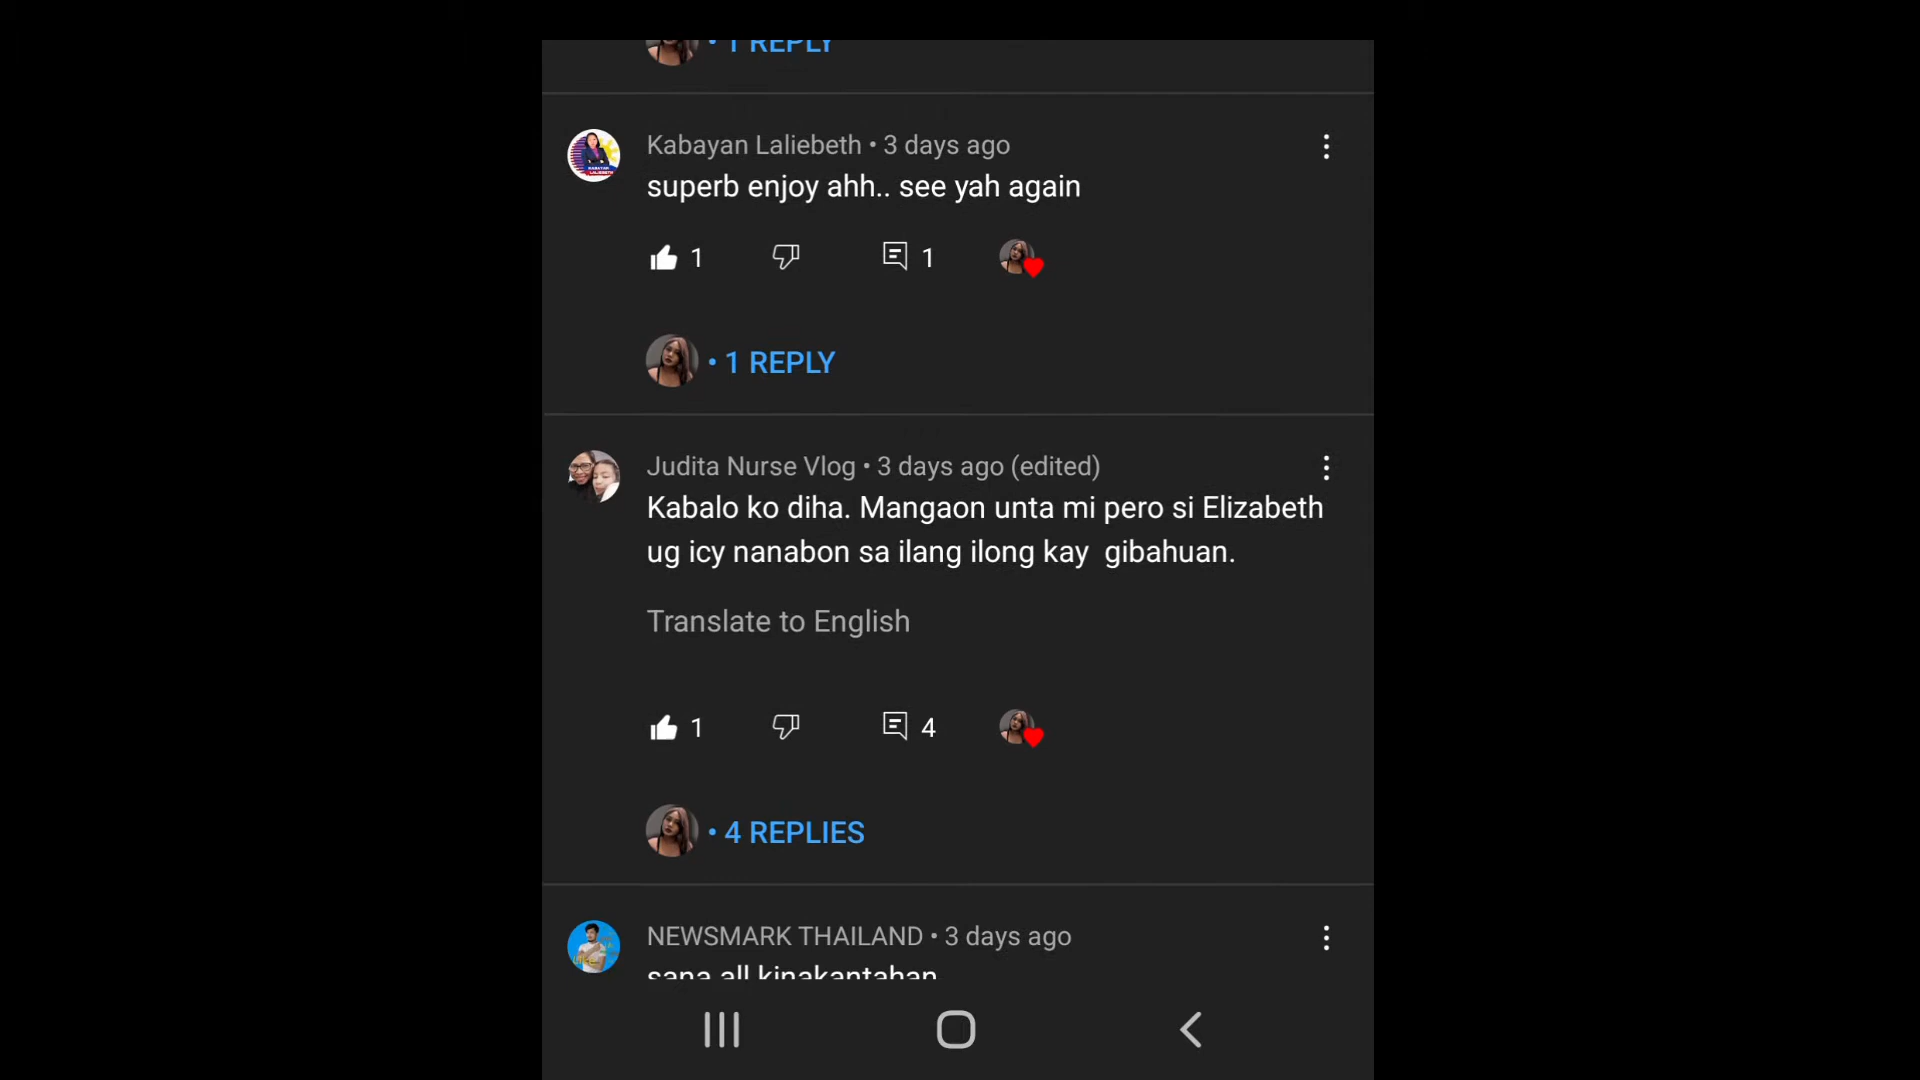 • 1 REPLY
Kabayan Laliebeth • 3 days ago
superb enjoy ahh.. see yah again
1
1
• 1 REPLY
Judita Nurse Vlog • 3 days ago (edited)
Kabalo ko diha. Mangaon unta mi pero si Elizabeth
ug icy nanabon sa ilang ilong kay  gibahuan.
Translate to English
1
4
• 4 REPLIES
NEWSMARK THAILAND • 3 days ago
sana all kinakantahan